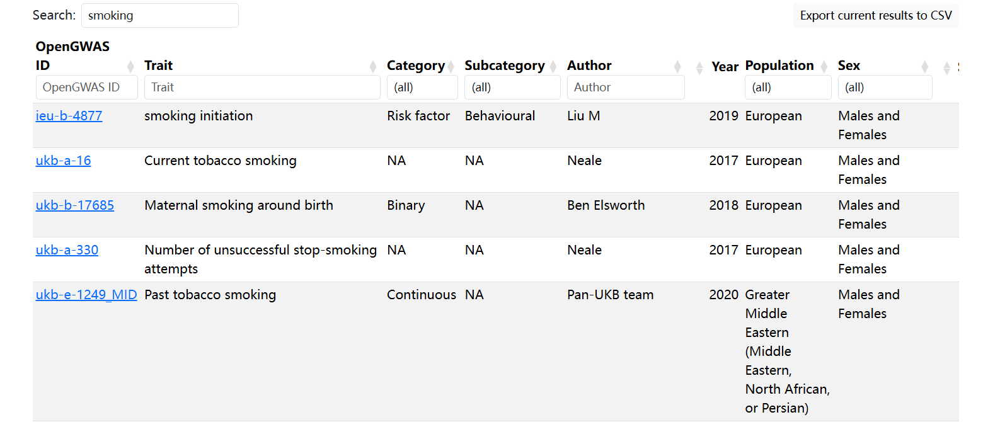 Search: smoking
Export current results to CSV
OpenGWAS
ID Trait Category Subcategory Author Year Population Sex
OpenGWAS ID Trait (all) (all) Author (all) (all)
ieu-b-4877 smoking initiation Risk factor Behavioural Liu M 2019 European Males and
Females
ukb-a-16 Current tobacco smoking NA NA Neale 2017 European Males and
Females
ukb-b-17685 Maternal smoking around birth Binary NA Ben Elsworth 2018 European Males and
Females
ukb-a-330 Number of unsuccessful stop-smoking NA NA Neale 2017 European Males and
attempts Females
ukb-e-1249_MID Past tobacco smoking Continuous NA Pan-UKB team 2020 Greater Males and
Middle Females
Eastern
(Middle
Eastern,
North African,
or Persian)